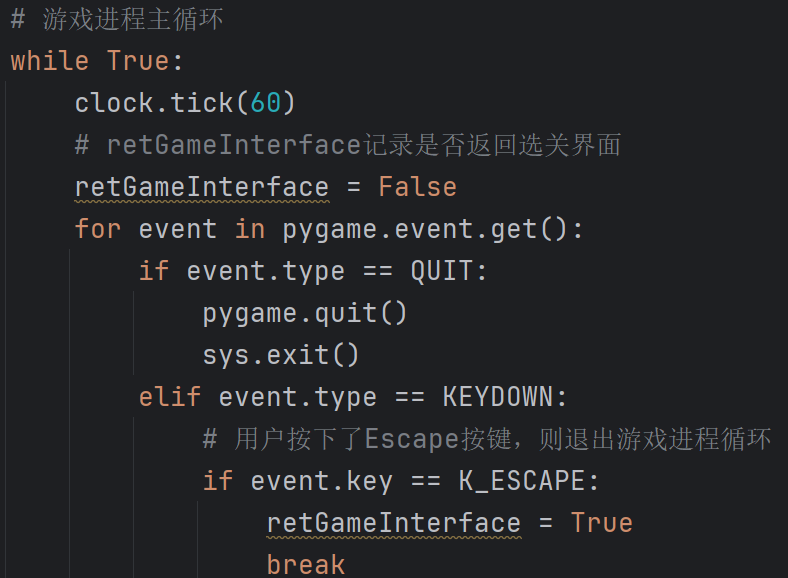 # 游戏进程主循环
while True:
    clock.tick(60)
    # retGameInterface记录是否返回选关界面
    retGameInterface = False
    for event in pygame.event.get():
        if event.type == QUIT:
            pygame.quit()
            sys.exit()
        elif event.type == KEYDOWN:
            # 用户按下了Escape按键，则退出游戏进程循环
            if event.key == K_ESCAPE:
                retGameInterface = True
                break